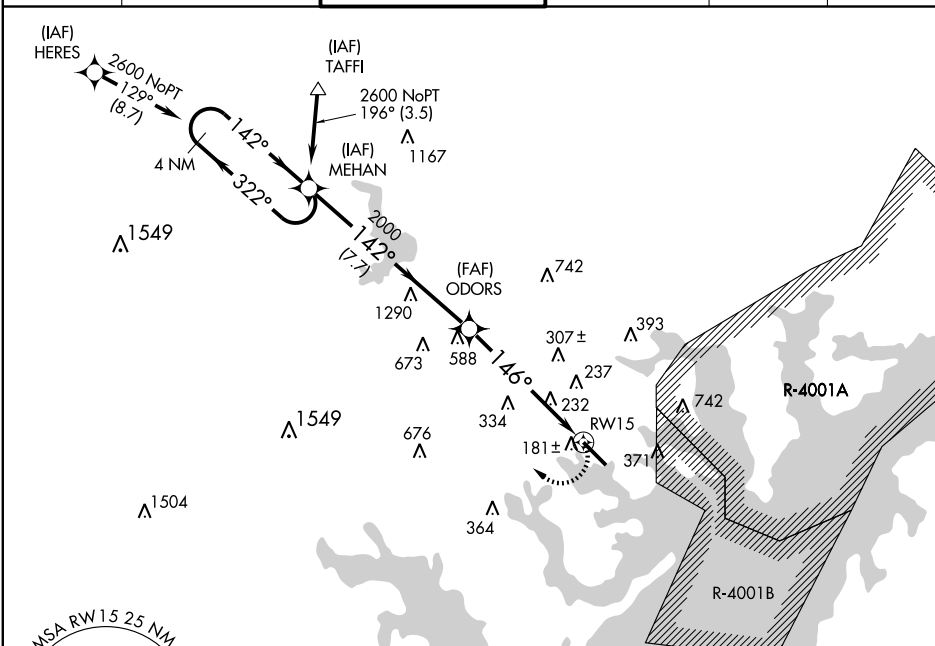 (IAF)
HERES
2600 NoPT
129°
(8.7)
(IAF)
TAFFI
2600 NoPT
196° (3.5)
1167
142°
4 NM
322°
(IAF)
MEHAN
1549
2000
142°
(7.7)
(FAF)
ODORS
742
1290
673
588
307±
393
146°
237
232
334
RW15
742
R-4001A
1549
676
181±
371
1504
364
R-4001B
MSA RW15 25 NM